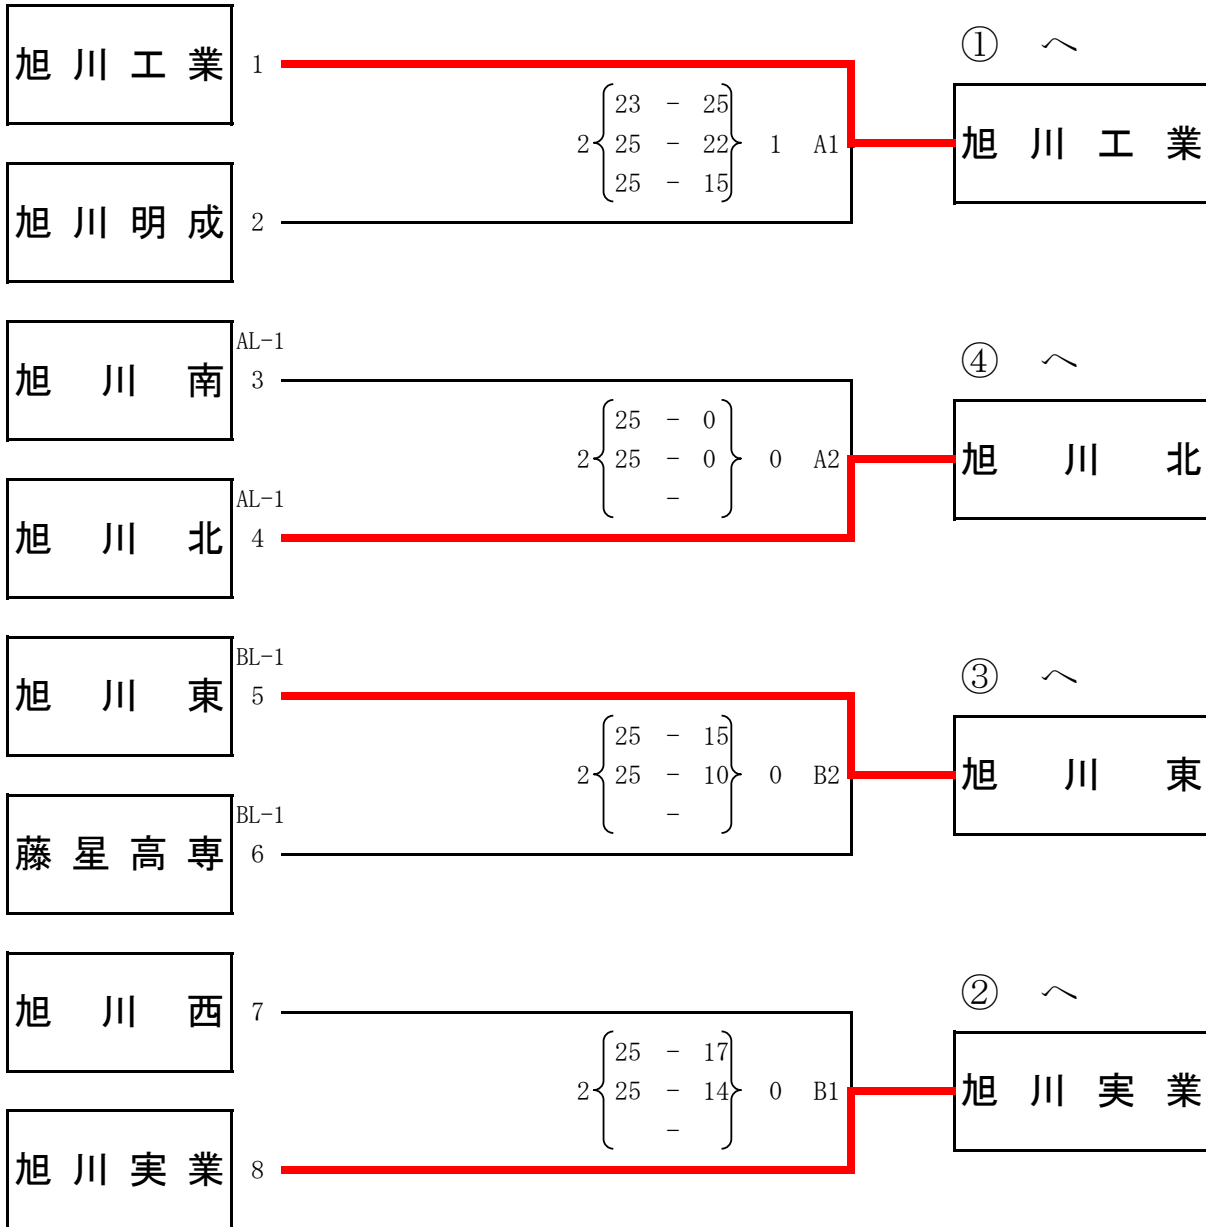 旭川工業 1
① へ
23 - 25
2 25 - 22 1 A1
25 - 15
旭川工業
旭川明成 2
AL-1
旭川南 3
④ へ
25 - 0
2 25 - 0 0 A2
-
旭川北
AL-1
旭川北 4
BL-1
旭川東 5
③ へ
25 - 15
2 25 - 10 0 B2
-
旭川東
BL-1
藤星高専 6
旭川西 7
② へ
25 - 17
2 25 - 14 0 B1
-
旭川実業
旭川実業 8